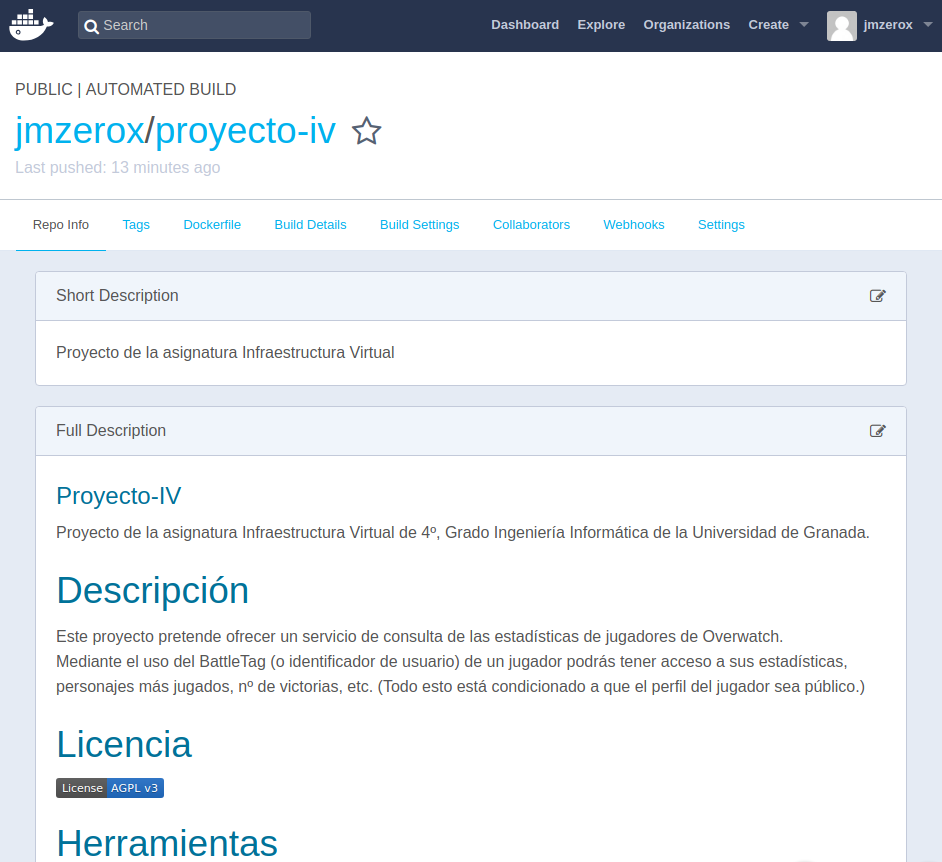 Search
Dashboard Explore Organizations Create jmzerox
PUBLIC | AUTOMATED BUILD
jmzerox/proyecto-iv
Last pushed: 13 minutes ago
Repo Info Tags Dockerfile Build Details Build Settings Collaborators Webhooks Settings
Short Description
Proyecto de la asignatura Infraestructura Virtual
Full Description
Proyecto-IV
Proyecto de la asignatura Infraestructura Virtual de 4º, Grado Ingeniería Informática de la Universidad de Granada.
Descripción
Este proyecto pretende ofrecer un servicio de consulta de las estadísticas de jugadores de Overwatch.
Mediante el uso del BattleTag (o identificador de usuario) de un jugador podrás tener acceso a sus estadísticas,
personajes más jugados, nº de victorias, etc. (Todo esto está condicionado a que el perfil del jugador sea público.)
Licencia
License AGPL v3
Herramientas